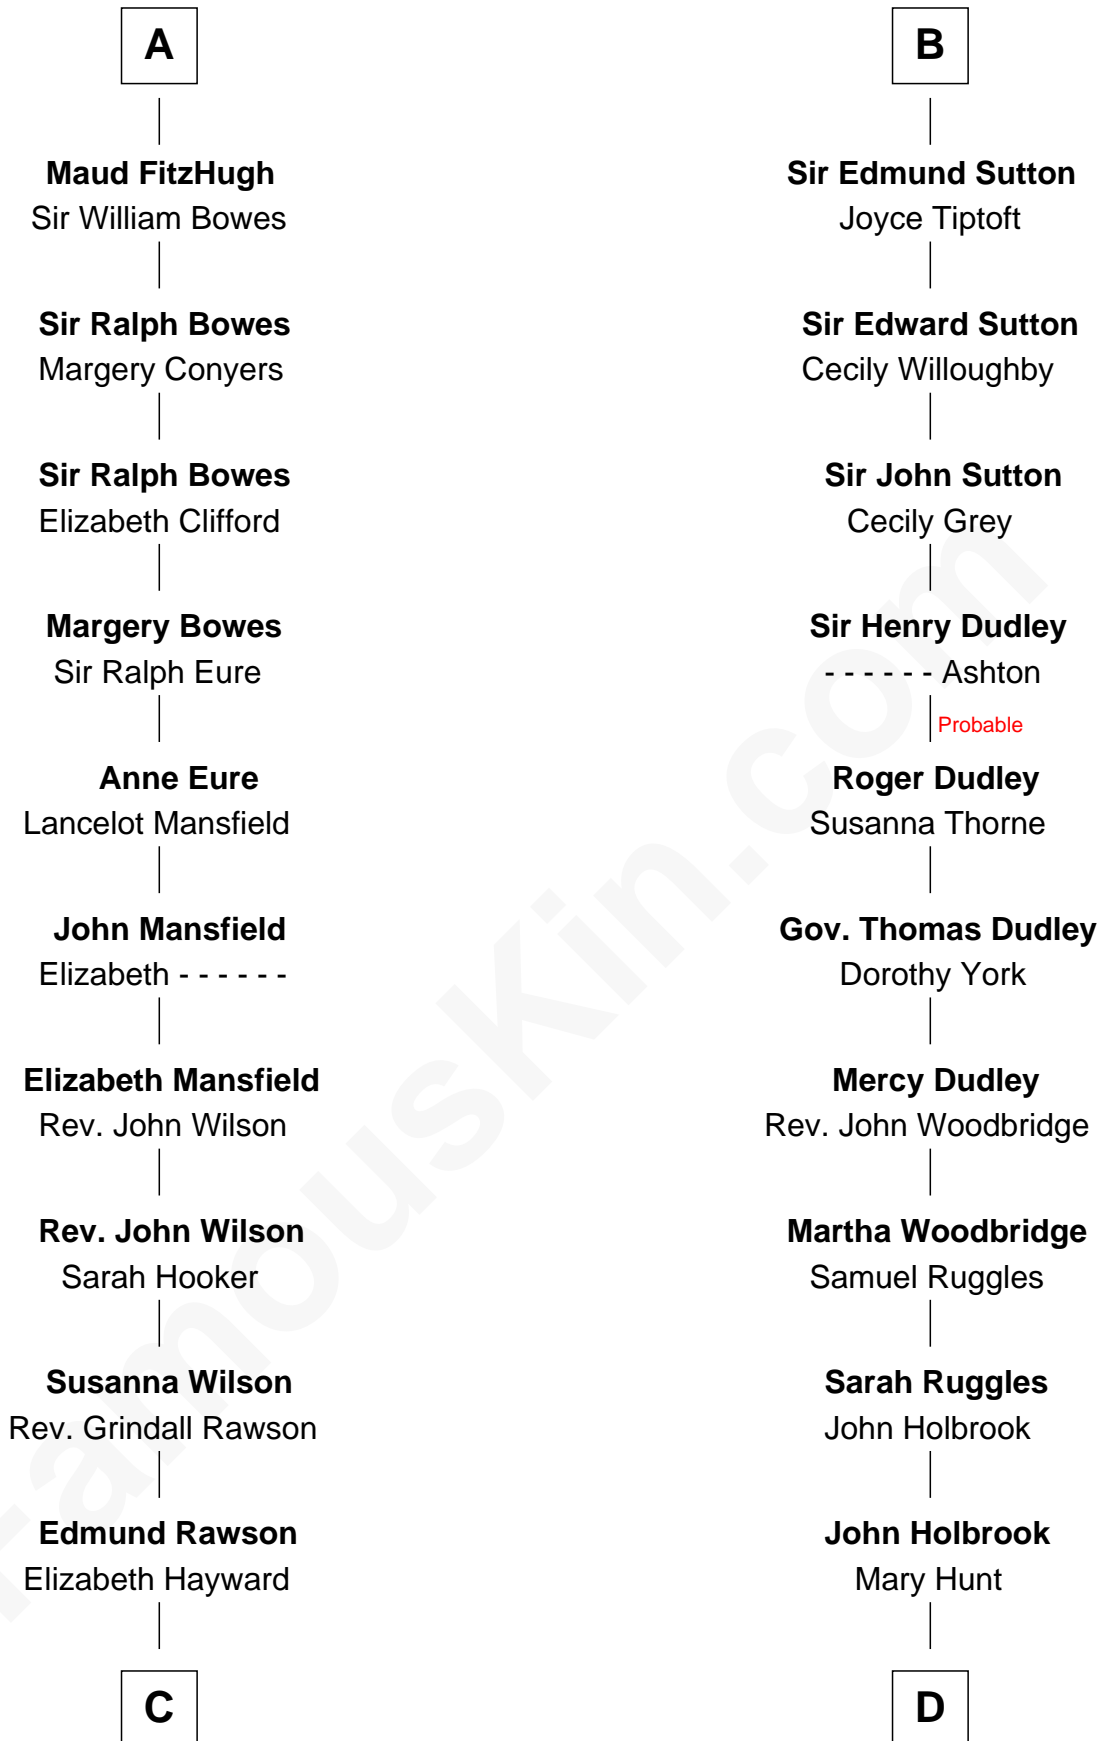 A
Maud FitzHugh
Sir William Bowes
Sir Ralph Bowes
Margery Conyers
Sir Ralph Bowes
Elizabeth Clifford
Margery Bowes
Sir Ralph Eure
Anne Eure
Lancelot Mansfield
John Mansfield
Elizabeth - - - - - -
Elizabeth Mansfield
Rev. John Wilson
Rev. John Wilson
Sarah Hooker
Susanna Wilson
Rev. Grindall Rawson
Edmund Rawson
Elizabeth Hayward
C
B
Sir Edmund Sutton
Joyce Tiptoft
Sir Edward Sutton
Cecily Willoughby
Sir John Sutton
Cecily Grey
Sir Henry Dudley
- - - - - - Ashton
Probable
Roger Dudley
Susanna Thorne
Gov. Thomas Dudley
Dorothy York
Mercy Dudley
Rev. John Woodbridge
Martha Woodbridge
Samuel Ruggles
Sarah Ruggles
John Holbrook
John Holbrook
Mary Hunt
D
FamousKin.com